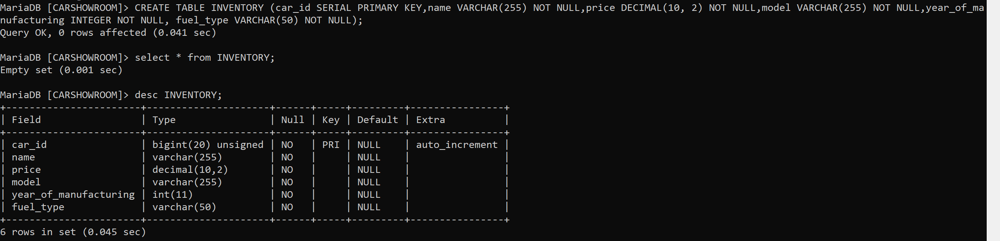 MariaDB [CARSHOWROOM]> CREATE TABLE INVENTORY (car_id SERIAL PRIMARY KEY,name VARCHAR(255) NOT NULL,price DECIMAL(10, 2) NOT NULL,model VARCHAR(255) NOT NULL,year_of_ma
nufacturing INTEGER NOT NULL, fuel_type VARCHAR(50) NOT NULL);
Query OK, 0 rows affected (0.041 sec)

MariaDB [CARSHOWROOM]> select * from INVENTORY;
Empty set (0.001 sec)

MariaDB [CARSHOWROOM]> desc INVENTORY;
+-----------------------+---------------------+------+-----+---------+----------------+
| Field                 | Type                | Null | Key | Default | Extra          |
+-----------------------+---------------------+------+-----+---------+----------------+
| car_id                | bigint(20) unsigned | NO   | PRI | NULL    | auto_increment |
| name                  | varchar(255)        | NO   |     | NULL    |                |
| price                 | decimal(10,2)       | NO   |     | NULL    |                |
| model                 | varchar(255)        | NO   |     | NULL    |                |
| year_of_manufacturing | int(11)             | NO   |     | NULL    |                |
| fuel_type             | varchar(50)         | NO   |     | NULL    |                |
+-----------------------+---------------------+------+-----+---------+----------------+
6 rows in set (0.045 sec)